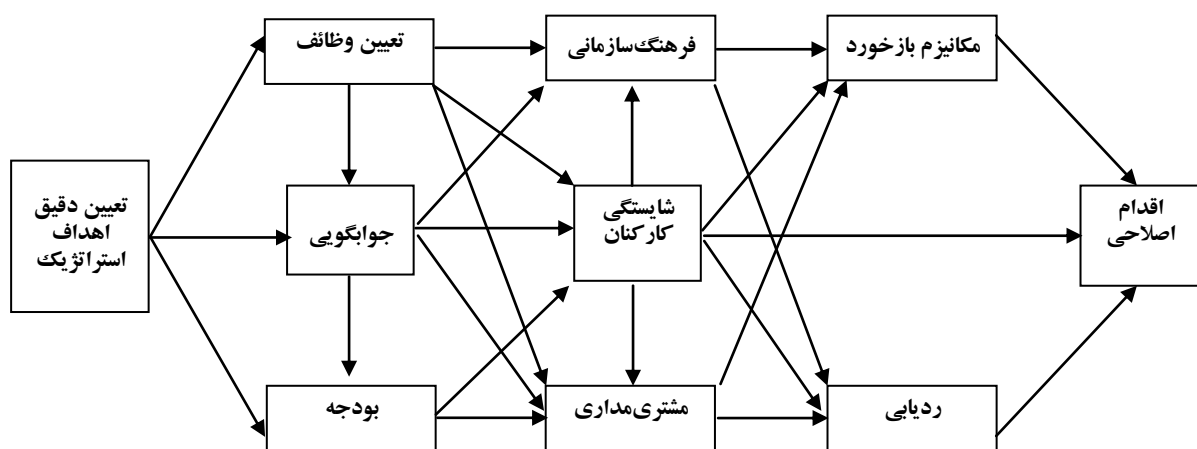 تعیین وظائف
فرهنگ‌سازمانی
مکانیزم بازخورد
تعیین دقیق
اهداف
استراتژیک
جوابگویی
شایستگی
کارکنان
اقدام
اصلاحی
بودجه
مشتری‌مداری
ردیابی